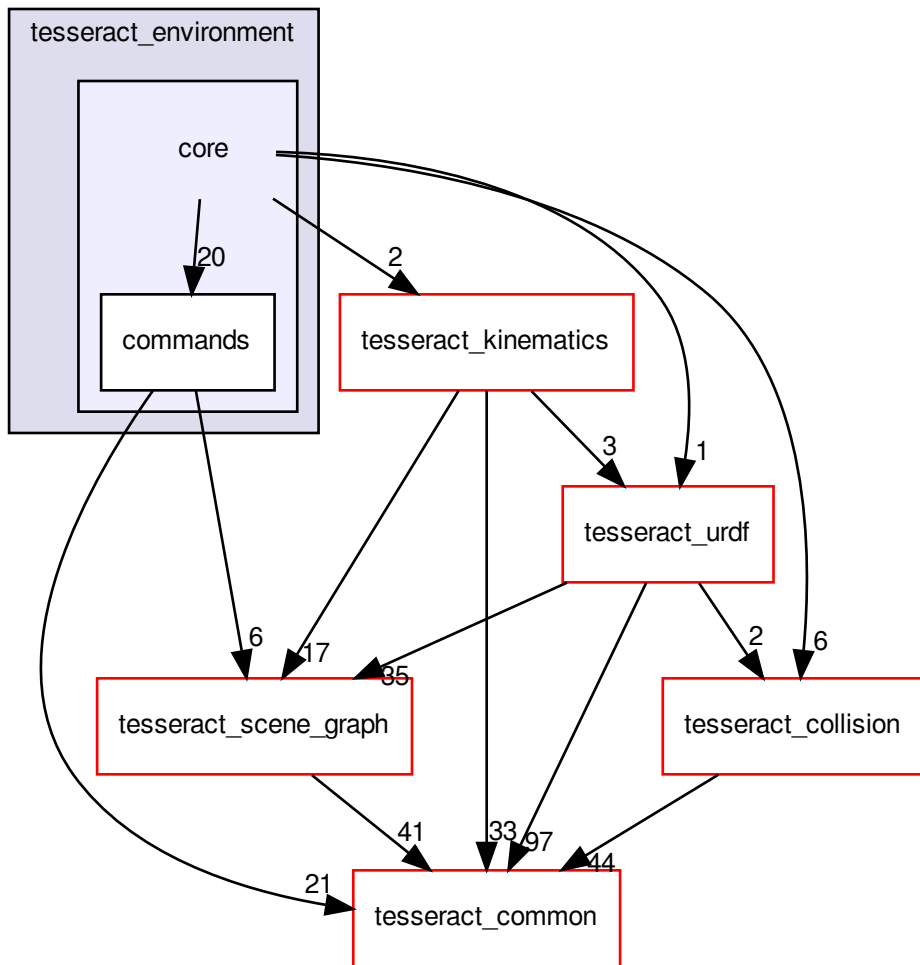 tesseract_environment
core
20
2
commands
tesseract_kinematics
3
1
tesseract_urdf
6
17
35
2
6
tesseract_scene_graph
tesseract_collision
41
33
97
44
21
tesseract_common